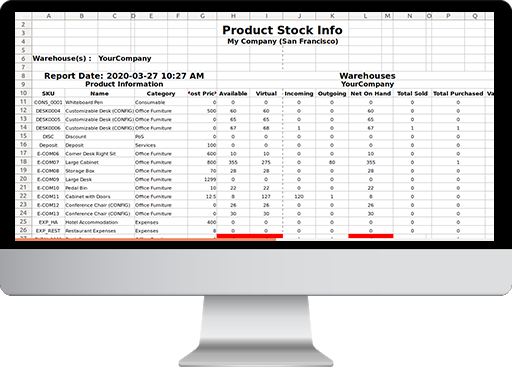 A B C D E F G H I J K L M N O P Q
2
3 Product Stock Info
4 My Company (San Francisco)
5
6 Warehouse(s) : YourCompany
7
8 Report Date: 2020-03-27 10:27 AM Warehouses
9 Product Information YourCompany
10 SKU Name Category Available Virtual Incoming Outgoing Net On Hand Total Sold Total Purchased
11 CONS_0001 Whiteboard Pen Consumable 0 0 0 0 0 0 0
12 DESK0004 Customizable Desk (CONFIG) Office Furniture 500 60 60 0 0 60 0 0
13 DESK0005 Customizable Desk (CONFIG) Office Furniture 65 65 0 0 65 0 0
14 DESK0006 Customizable Desk (CONFIG) Office Furniture 67 68 1 0 67 1 1
15 DISC Discount PoS 0 0 0 0 0 0 0
16 Deposit Deposit Services 100 0 0 0 0 0 0 0
17 E-COM06 Corner Desk Right Sit Office Furniture 600 10 10 0 0 10 0 0
18 E-COM07 Large Cabinet Office Furniture 800 355 275 0 80 355 0 1
19 E-COM08 Storage Box Office Furniture 70 28 28 0 0 28 0 0
20 E-COM09 Large Desk Office Furniture 1299 0 0 0 0 0 0 0
21 E-COM10 Pedal Bin Office Furniture 10 22 22 0 0 22 0 0
22 E-COM11 Cabinet with Doors Office Furniture 12.5 8 127 120 1 8 0 0
23 E-COM12 Conference Chair (CONFIG) Office Furniture 0 26 26 0 0 26 0 0
24 E-COM13 Conference Chair (CONFIG) Office Furniture 0 30 30 0 0 30 0 0
25 EXP_HA Hotel Accommodation Expenses 400 0 0 0 0 0 0 0
26 EXP_REST Restaurant Expenses Expenses 8 0 0 0 0 0 0 0